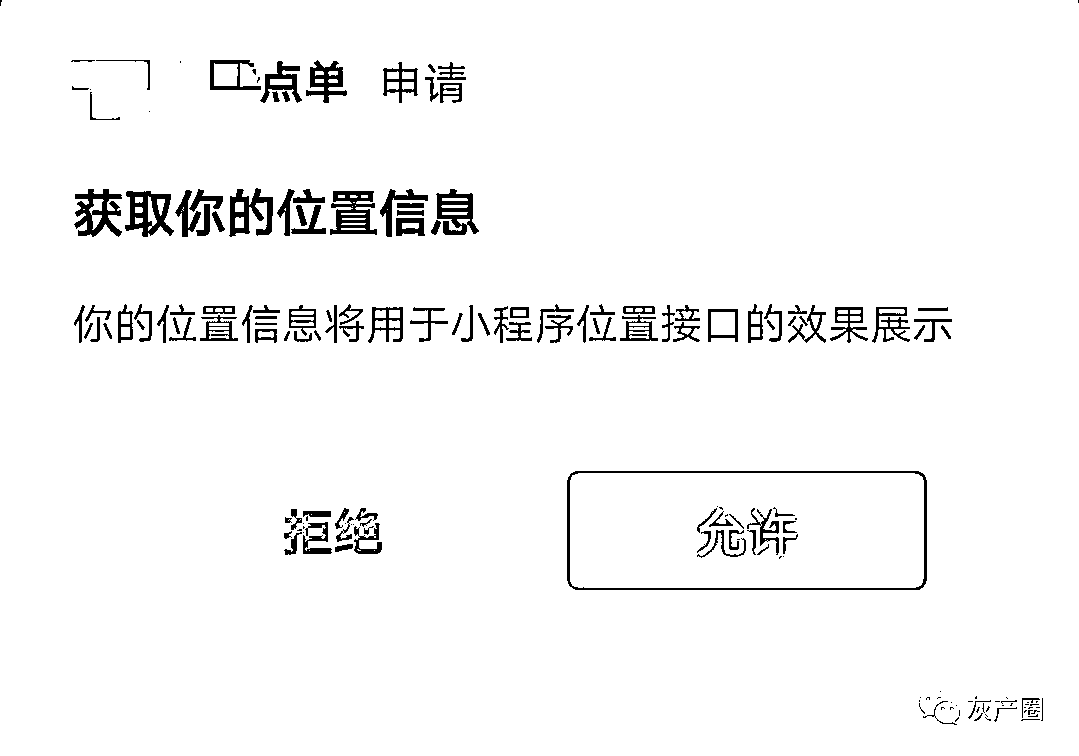 点单 申请
获取你的位置信息
你的位置信息将用于小程序位置接口的效果展示
拒绝 允许
灰产圈